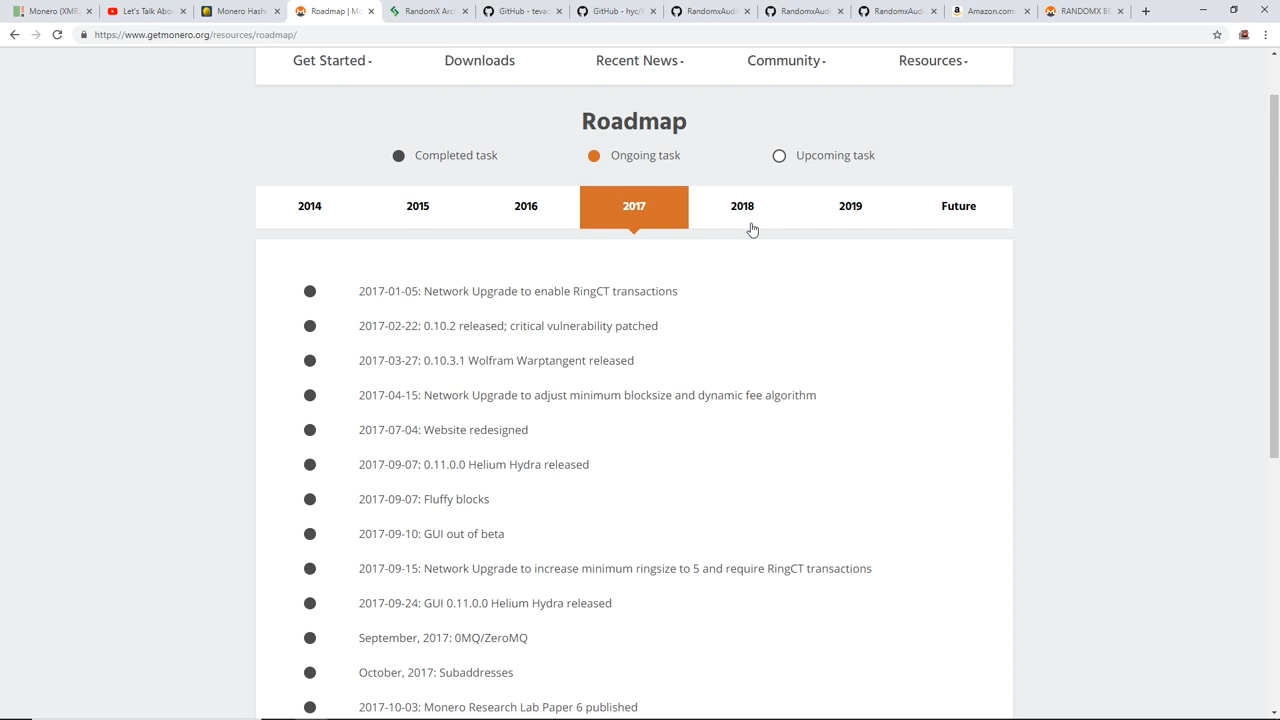 Monero (XMR
Let's Talk Abo
Monero Hash
Roadmap | Mo
RandomX Arc
GitHub - tevad
GitHub - hyc/
RandomxAudi
RandomxAudi
RandomxAudi
Amazon.com:
RANDOMX BE
https://www.getmonero.org/resources/roadmap/
Get Started
Downloads
Recent News
Community
Resources
Roadmap
Completed task
Ongoing task
Upcoming task
2014
2015
2016
2017
2018
2019
Future
2017-01-05: Network Upgrade to enable RingCT transactions
2017-02-22: 0.10.2 released; critical vulnerability patched
2017-03-27: 0.10.3.1 Wolfram Warptangent released
2017-04-15: Network Upgrade to adjust minimum blocksize and dynamic fee algorithm
2017-07-04: Website redesigned
2017-09-07: 0.11.0.0 Helium Hydra released
2017-09-07: Fluffy blocks
2017-09-10: GUI out of beta
2017-09-15: Network Upgrade to increase minimum ringsize to 5 and require RingCT transactions
2017-09-24: GUI 0.11.0.0 Helium Hydra released
September, 2017: 0MQ/ZeroMQ
October, 2017: Subaddresses
2017-10-03: Monero Research Lab Paper 6 published